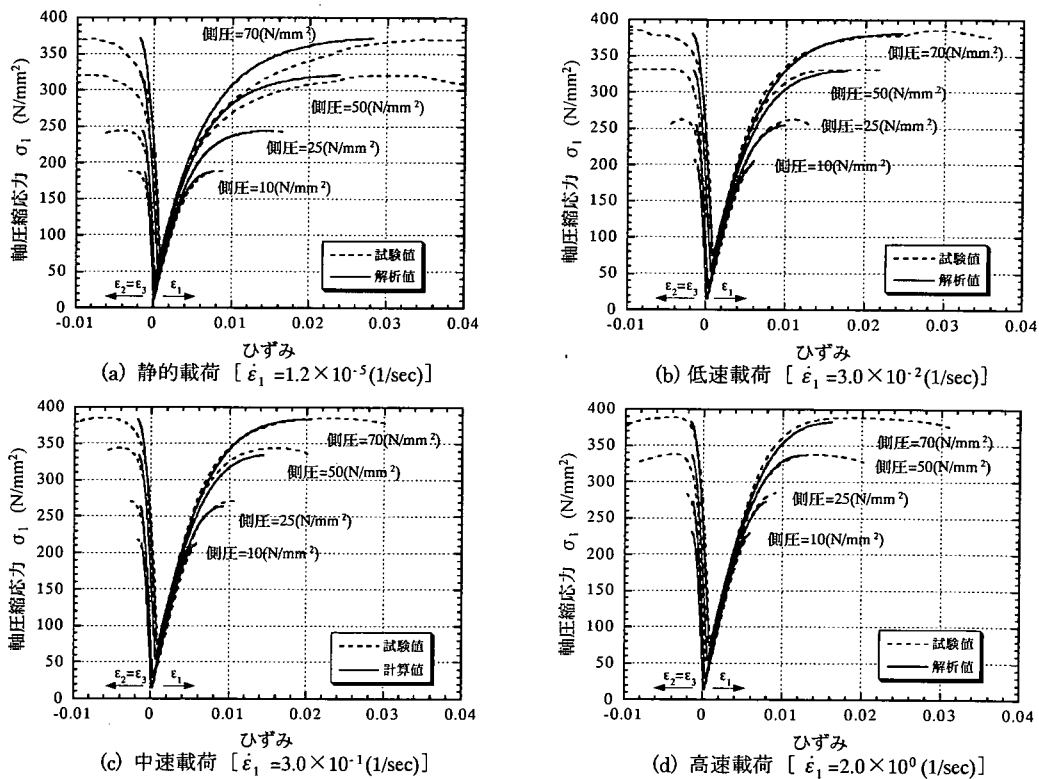 400
350
300
250
200
150
100
50
0
軸圧縮応力 σ1 (N/mm²)
側圧=70(N/mm²)
側圧=50(N/mm²)
側圧=25(N/mm²)
側圧=10(N/mm²)
試験値
解析値
ε2=ε3 ε1
-0.01 0 0.01 0.02 0.03 0.04
ひずみ
(a) 静的載荷 [ ε̇1 =1.2×10-5(1/sec)]
400
350
300
250
200
150
100
50
0
軸圧縮応力 σ1 (N/mm²)
側圧=70(N/mm²)
側圧=50(N/mm²)
側圧=25(N/mm²)
側圧=10(N/mm²)
試験値
解析値
ε2=ε3 ε1
-0.01 0 0.01 0.02 0.03 0.04
ひずみ
(b) 低速載荷 [ ε̇1 =3.0×10-2(1/sec)]
400
350
300
250
200
150
100
50
0
軸圧縮応力 σ1 (N/mm²)
側圧=70(N/mm²)
側圧=50(N/mm²)
側圧=25(N/mm²)
側圧=10(N/mm²)
試験値
計算値
ε2=ε3 ε1
-0.01 0 0.01 0.02 0.03 0.04
ひずみ
(c) 中速載荷 [ ε̇1 =3.0×10-1(1/sec)]
400
350
300
250
200
150
100
50
0
軸圧縮応力 σ1 (N/mm²)
側圧=70(N/mm²)
側圧=50(N/mm²)
側圧=25(N/mm²)
側圧=10(N/mm²)
試験値
解析値
ε2=ε3 ε1
-0.01 0 0.01 0.02 0.03 0.04
ひずみ
(d) 高速載荷 [ ε̇1 =2.0×10⁰ (1/sec)]